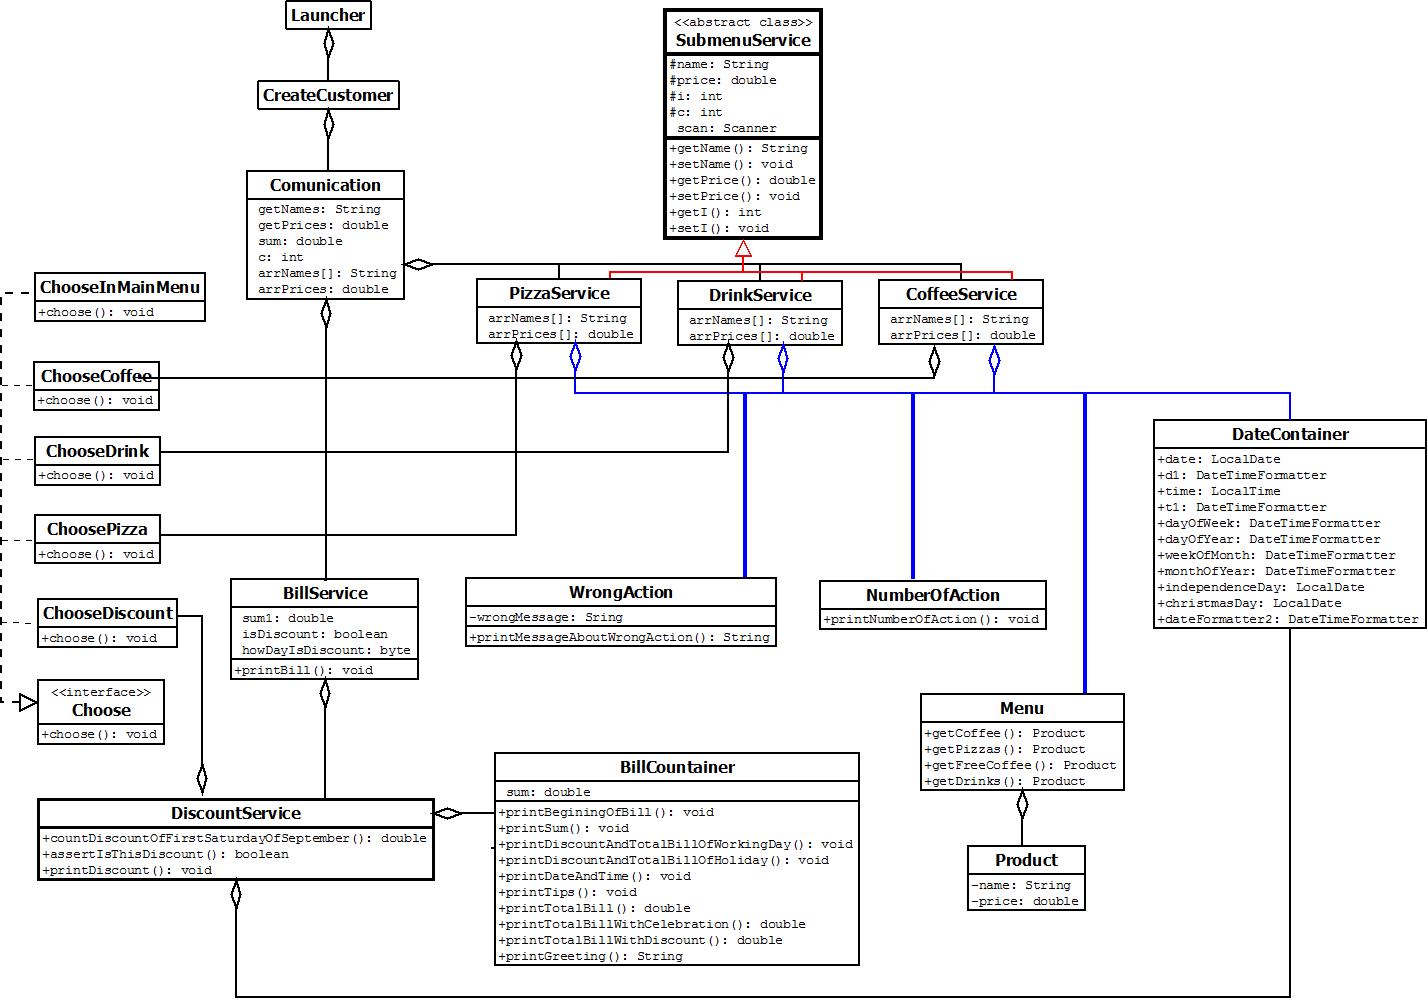 Launcher
CreateCustomer
<<abstract class>>
SubmenuService
#name: String
#price: double
#i: int
#c: int
scan: Scanner
+getName(): String
+setName(): void
+getPrice(): double
+setPrice(): void
+getI(): int
+setI(): void
Comunication
getNames: String
getPrices: double
sum: double
c: int
arrNames[]: String
arrPrices: double
PizzaService
arrNames[]: String
arrPrices[]: double
DrinkService
arrNames[]: String
arrPrices[]: double
CoffeeService
arrNames[]: String
arrPrices[]: double
ChooseInMainMenu
+choose(): void
ChooseCoffee
+choose(): void
ChooseDrink
+choose(): void
ChoosePizza
+choose(): void
ChooseDiscount
+choose(): void
<<interface>>
Choose
+choose(): void
DateContainer
+date: LocalDate
+d1: DateTimeFormatter
+time: LocalTime
+t1: DateTimeFormatter
+dayOfWeek: DateTimeFormatter
+dayOfYear: DateTimeFormatter
+weekOfMonth: DateTimeFormatter
+monthOfYear: DateTimeFormatter
+independenceDay: LocalDate
+christmasDay: LocalDate
+dateFormatter2: DateTimeFormatter
BillService
sum1: double
isDiscount: boolean
howDayIsDiscount: byte
+printBill(): void
WrongAction
-wrongMessage: Sring
+printMessageAboutWrongAction(): String
NumberOfAction
+printNumberOfAction(): void
Menu
+getCoffee(): Product
+getPizzas(): Product
+getFreeCoffee(): Product
+getDrinks(): Product
Product
-name: String
-price: double
DiscountService
+countDiscountOfFirstSaturdayOfSeptember(): double
+assertIsThisDiscount(): boolean
+printDiscount(): void
BillCountainer
sum: double
+printBeginingOfBill(): void
+printSum(): void
+printDiscountAndTotalBillOfWorkingDay(): void
+printDiscountAndTotalBillOfHoliday(): void
+printDateAndTime(): void
+printTips(): void
+printTotalBill(): double
+printTotalBillWithCelebration(): double
+printTotalBillWithDiscount(): double
+printGreeting(): String